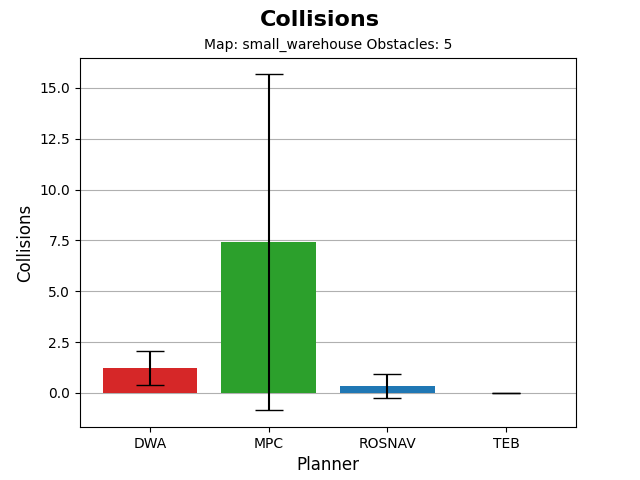 Collisions
Map: small_warehouse Obstacles: 5
15.0
12.5
10.0
7.5
5.0
2.5
0.0
Collisions
DWA MPC ROSNAV TEB
Planner